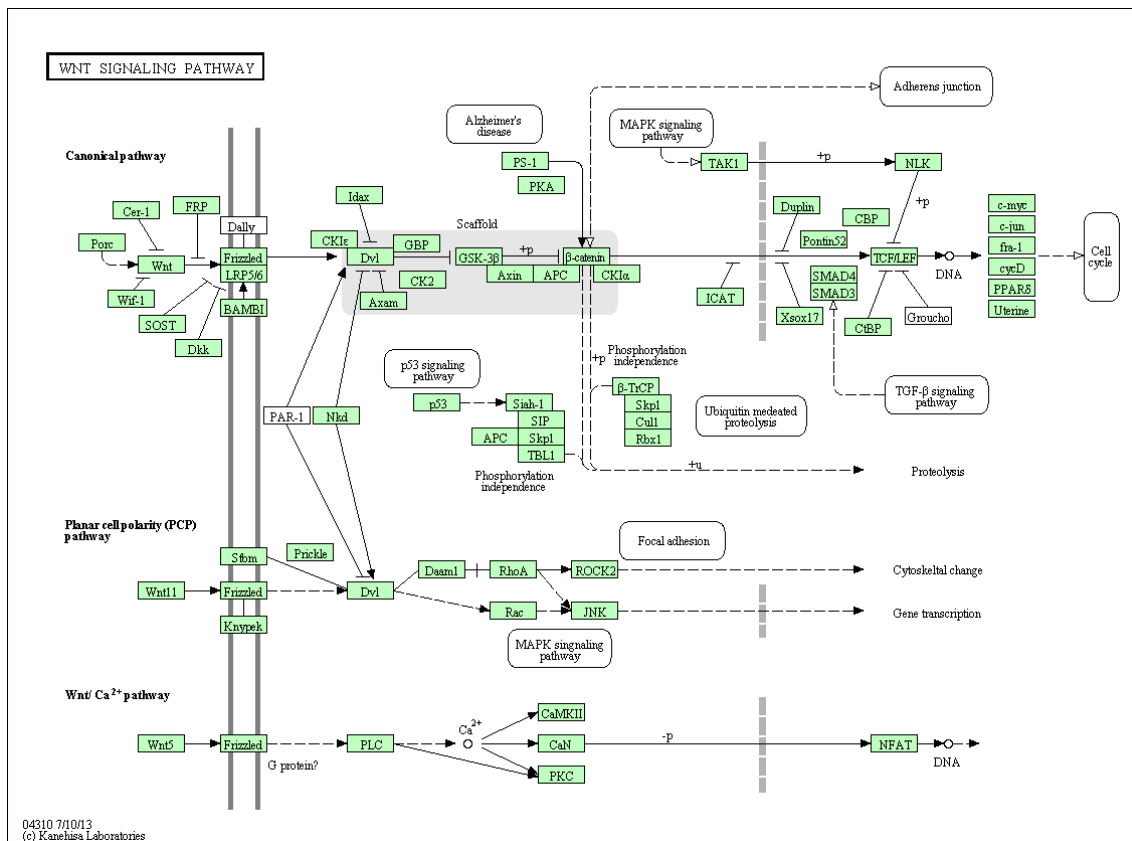 WNT SIGNALING PATHWAY
Adherens junction
Alzheimer's
disease
MAPK signaling
pathway
Canonical pathway
PS-1
TAK1
+p
NLK
PKA
+p
Idax
Cer-1
FRP
Dally
Scaffold
Duplin
CBP
c-myc
c-jun
fra-1
cycD
PPARδ
Uterine
Cell
cycle
Porc
Wnt
Frizzled
LRP5/6
CKIε
Dvl
GBP
GSK-3β
+p
β-catenin
Pontin52
TCF/LEF
DNA
Axin
APC
CKIα
CK2
Axam
SMAD4
SMAD3
Wif-1
BAMBI
SOST
Dkk
ICAT
Xsox17
CtBP
Groucho
+p
Phosphorylation
independence
p53 signaling
pathway
β-TrCP
Skp1
Cul1
Rbx1
TGF-β signaling
pathway
Ubiquitin medeated
proteolysis
PAR-1
Nkd
p53
Siah-1
SIP
APC
Skp1
TBL1
+u
Proteolysis
Phosphorylation
independence
Planar cell polarity (PCP)
pathway
Stbm
Prickle
Focal adhesion
Daam1
RhoA
ROCK2
Cytoskeltal change
Wnt11
Frizzled
Dvl
Rac
JNK
Gene transcription
Knypek
MAPK singnaling
pathway
Wnt/ Ca2+ pathway
CaMKII
Ca2+
Wnt5
Frizzled
PLC
CaN
-p
NFAT
DNA
G protein?
PKC
04310 7/10/13
(c) Kanehisa Laboratories